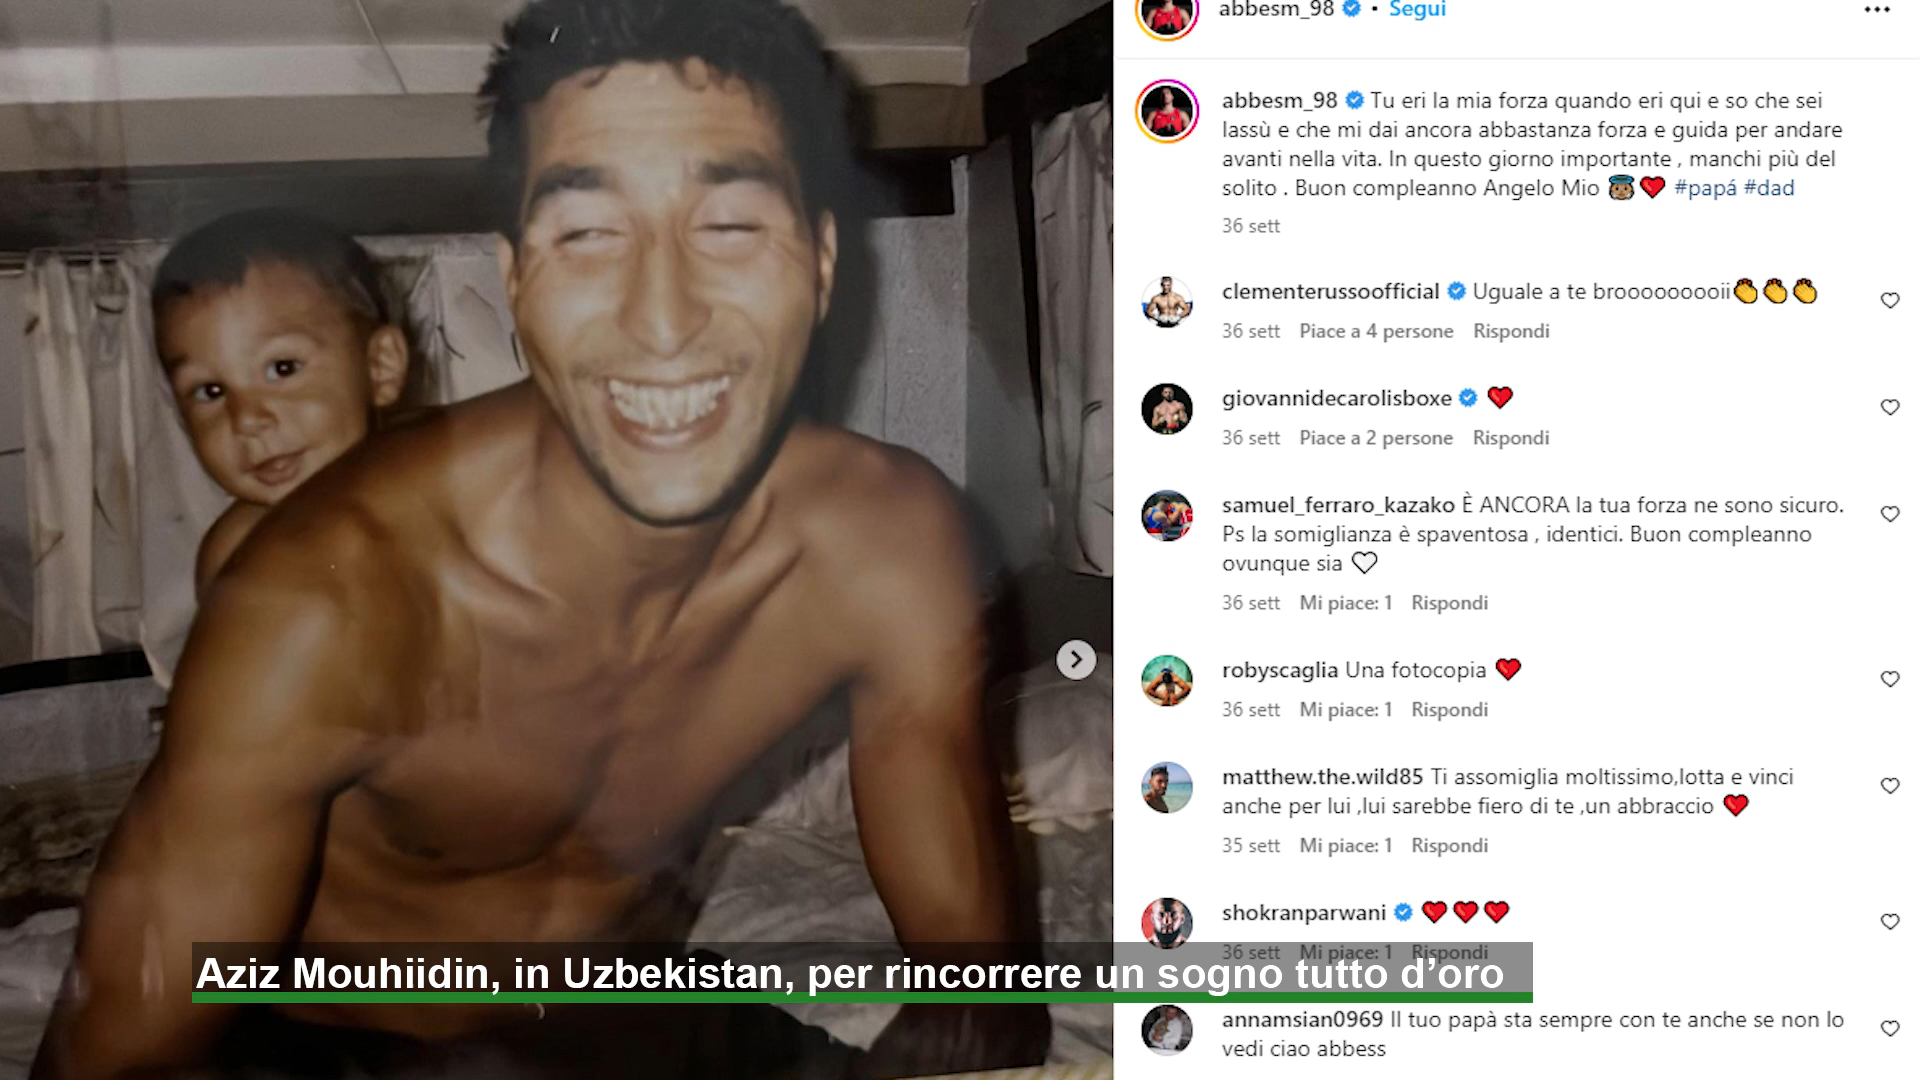 abbesm_98 • Segui
abbesm_98 Tu eri la mia forza quando eri qui e so che sei
lassù e che mi dai ancora abbastanza forza e guida per andare
avanti nella vita. In questo giorno importante , manchi più del
solito . Buon compleanno Angelo Mio 👼🏽❤️ #papá #dad
36 sett
clementerussoofficial Uguale a te brooooooooii👏👏👏
36 sett Piace a 4 persone Rispondi
giovannidecarolisboxe ❤️
36 sett Piace a 2 persone Rispondi
samuel_ferraro_kazako È ANCORA la tua forza ne sono sicuro.
Ps la somiglianza è spaventosa , identici. Buon compleanno
ovunque sia 🤍
36 sett Mi piace: 1 Rispondi
robyscaglia Una fotocopia ❤️
36 sett Mi piace: 1 Rispondi
matthew.the.wild85 Ti assomiglia moltissimo,lotta e vinci
anche per lui ,lui sarebbe fiero di te ,un abbraccio ❤️
35 sett Mi piace: 1 Rispondi
shokranparwani ❤️❤️❤️
36 sett Mi piace: 1 Rispondi
Aziz Mouhiidin, in Uzbekistan, per rincorrere un sogno tutto d’oro
annamsian0969 Il tuo papà sta sempre con te anche se non lo
vedi ciao abbess